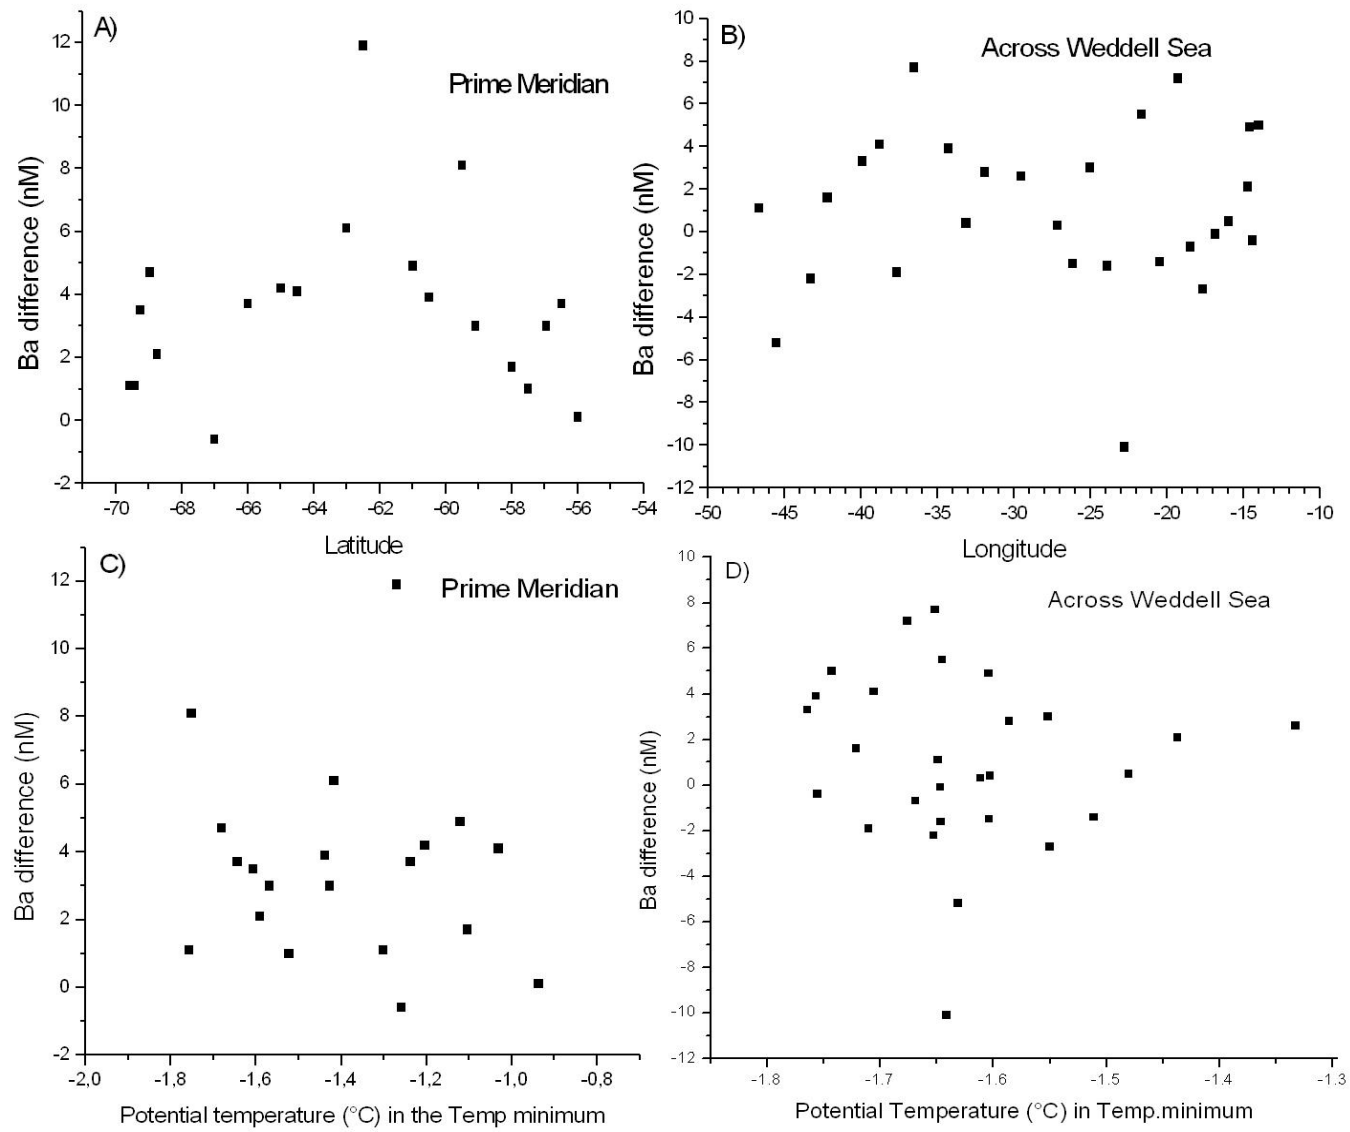 A)
Prime Meridian
Ba difference (nM)
12
10
8
6
4
2
0
-2
-70 -68 -66 -64 -62 -60 -58 -56 -54
Latitude
B)
Across Weddell Sea
Ba difference (nM)
10
8
6
4
2
0
-2
-4
-6
-8
-10
-12
-50 -45 -40 -35 -30 -25 -20 -15 -10
Longitude
C)
Prime Meridian
Ba difference (nM)
12
10
8
6
4
2
0
-2
-2,0 -1,8 -1,6 -1,4 -1,2 -1,0 -0,8
Potential temperature (°C) in the Temp minimum
D)
Across Weddell Sea
Ba difference (nM)
10
8
6
4
2
0
-2
-4
-6
-8
-10
-12
-1.8 -1.7 -1.6 -1.5 -1.4 -1.3
Potential Temperature (°C) in Temp.minimum